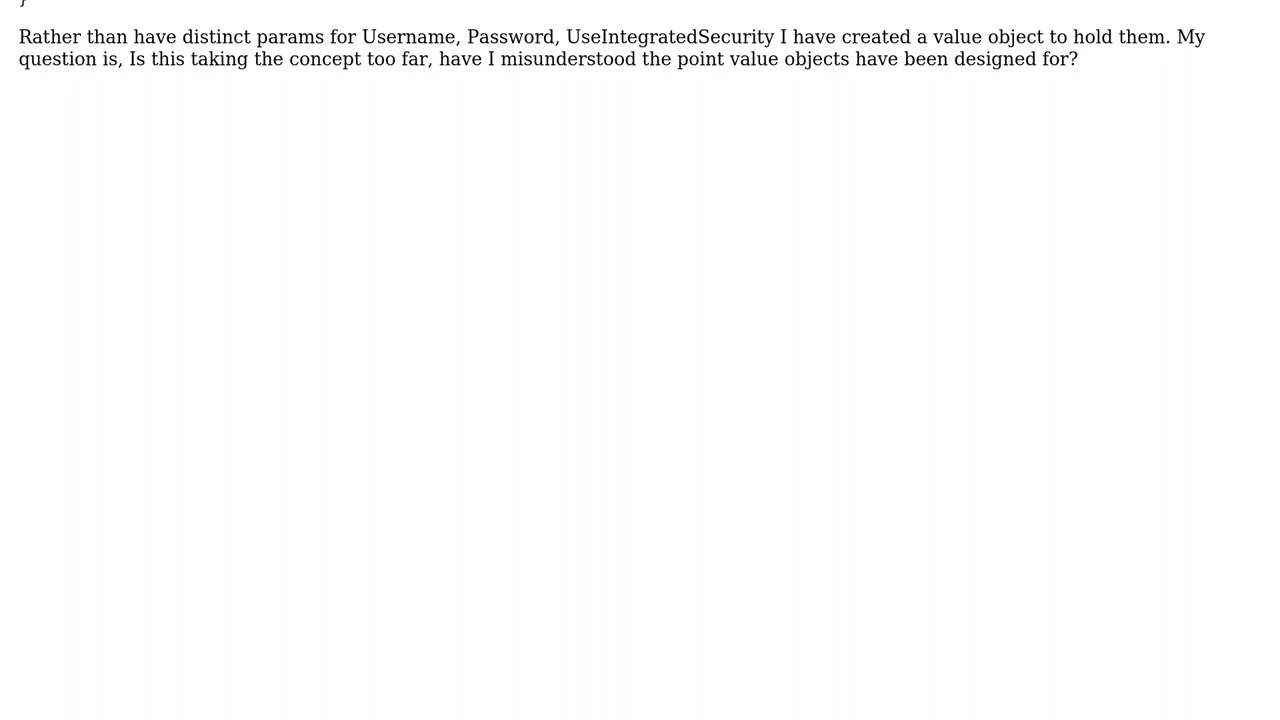 }
Rather than have distinct params for Username, Password, UseIntegratedSecurity I have created a value object to hold them. My
question is, Is this taking the concept too far, have I misunderstood the point value objects have been designed for?